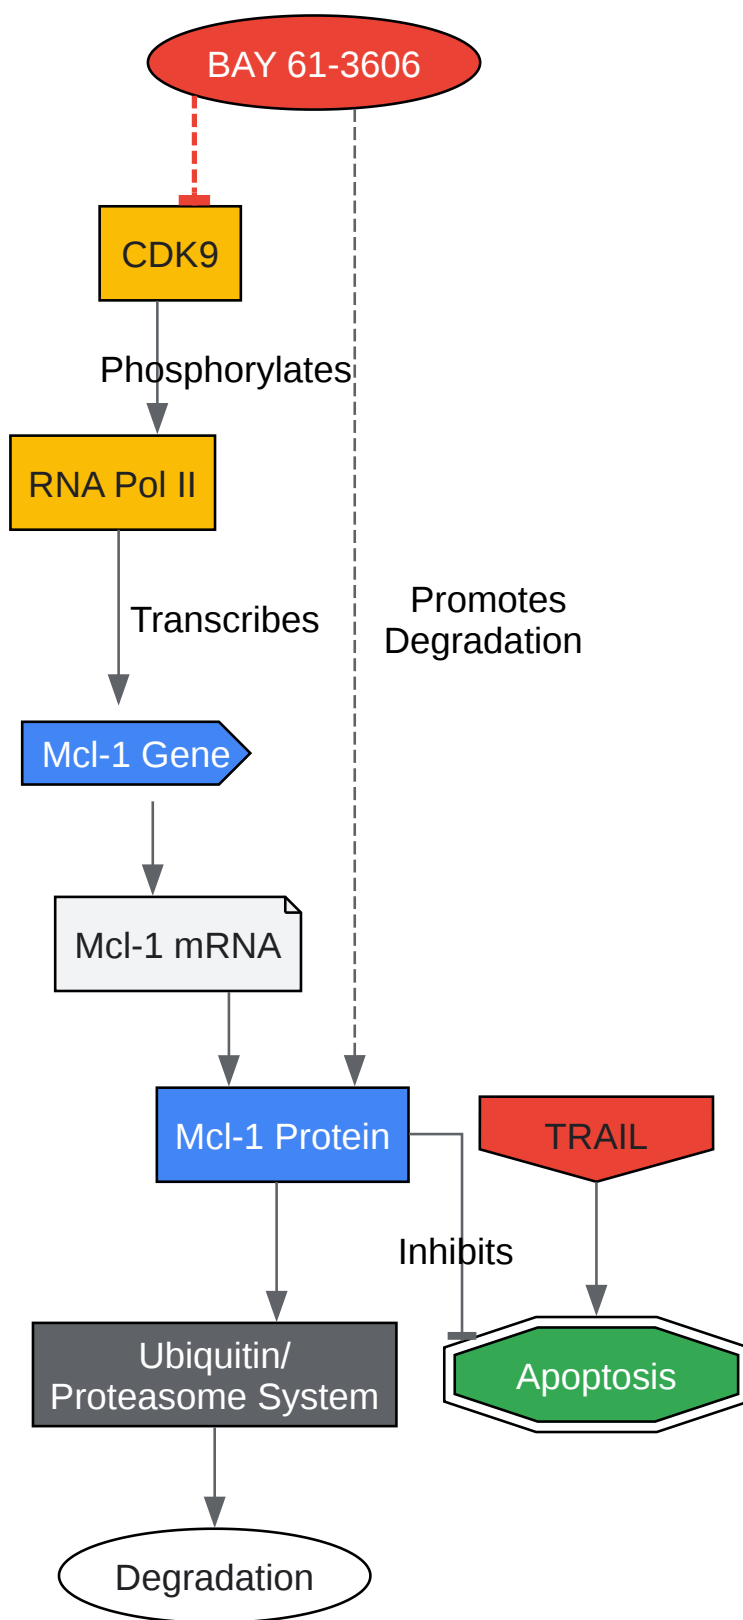 BAY 61-3606
CDK9
Phosphorylates
RNA Pol II
Transcribes
Promotes
Degradation
Mcl-1 Gene
Mcl-1 mRNA
Mcl-1 Protein
TRAIL
Inhibits
Ubiquitin/
Proteasome System
Apoptosis
Degradation